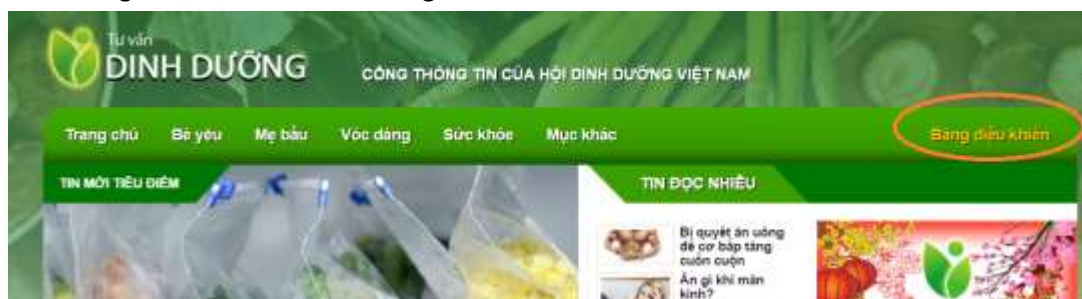 Tư vấn
DINH DƯỠNG
CỔNG THÔNG TIN CỦA HỘI DINH DƯỠNG VIỆT NAM
Trang chủ Bé yêu Mẹ bầu Vóc dáng Sức khỏe Mục khác Bảng điều khiển
TIN MỚI TIÊU ĐIỂM
TIN ĐỌC NHIỀU
Bí quyết ăn uống
để cơ bắp tăng
cuồn cuộn
Ăn gì khi mãn
kinh?